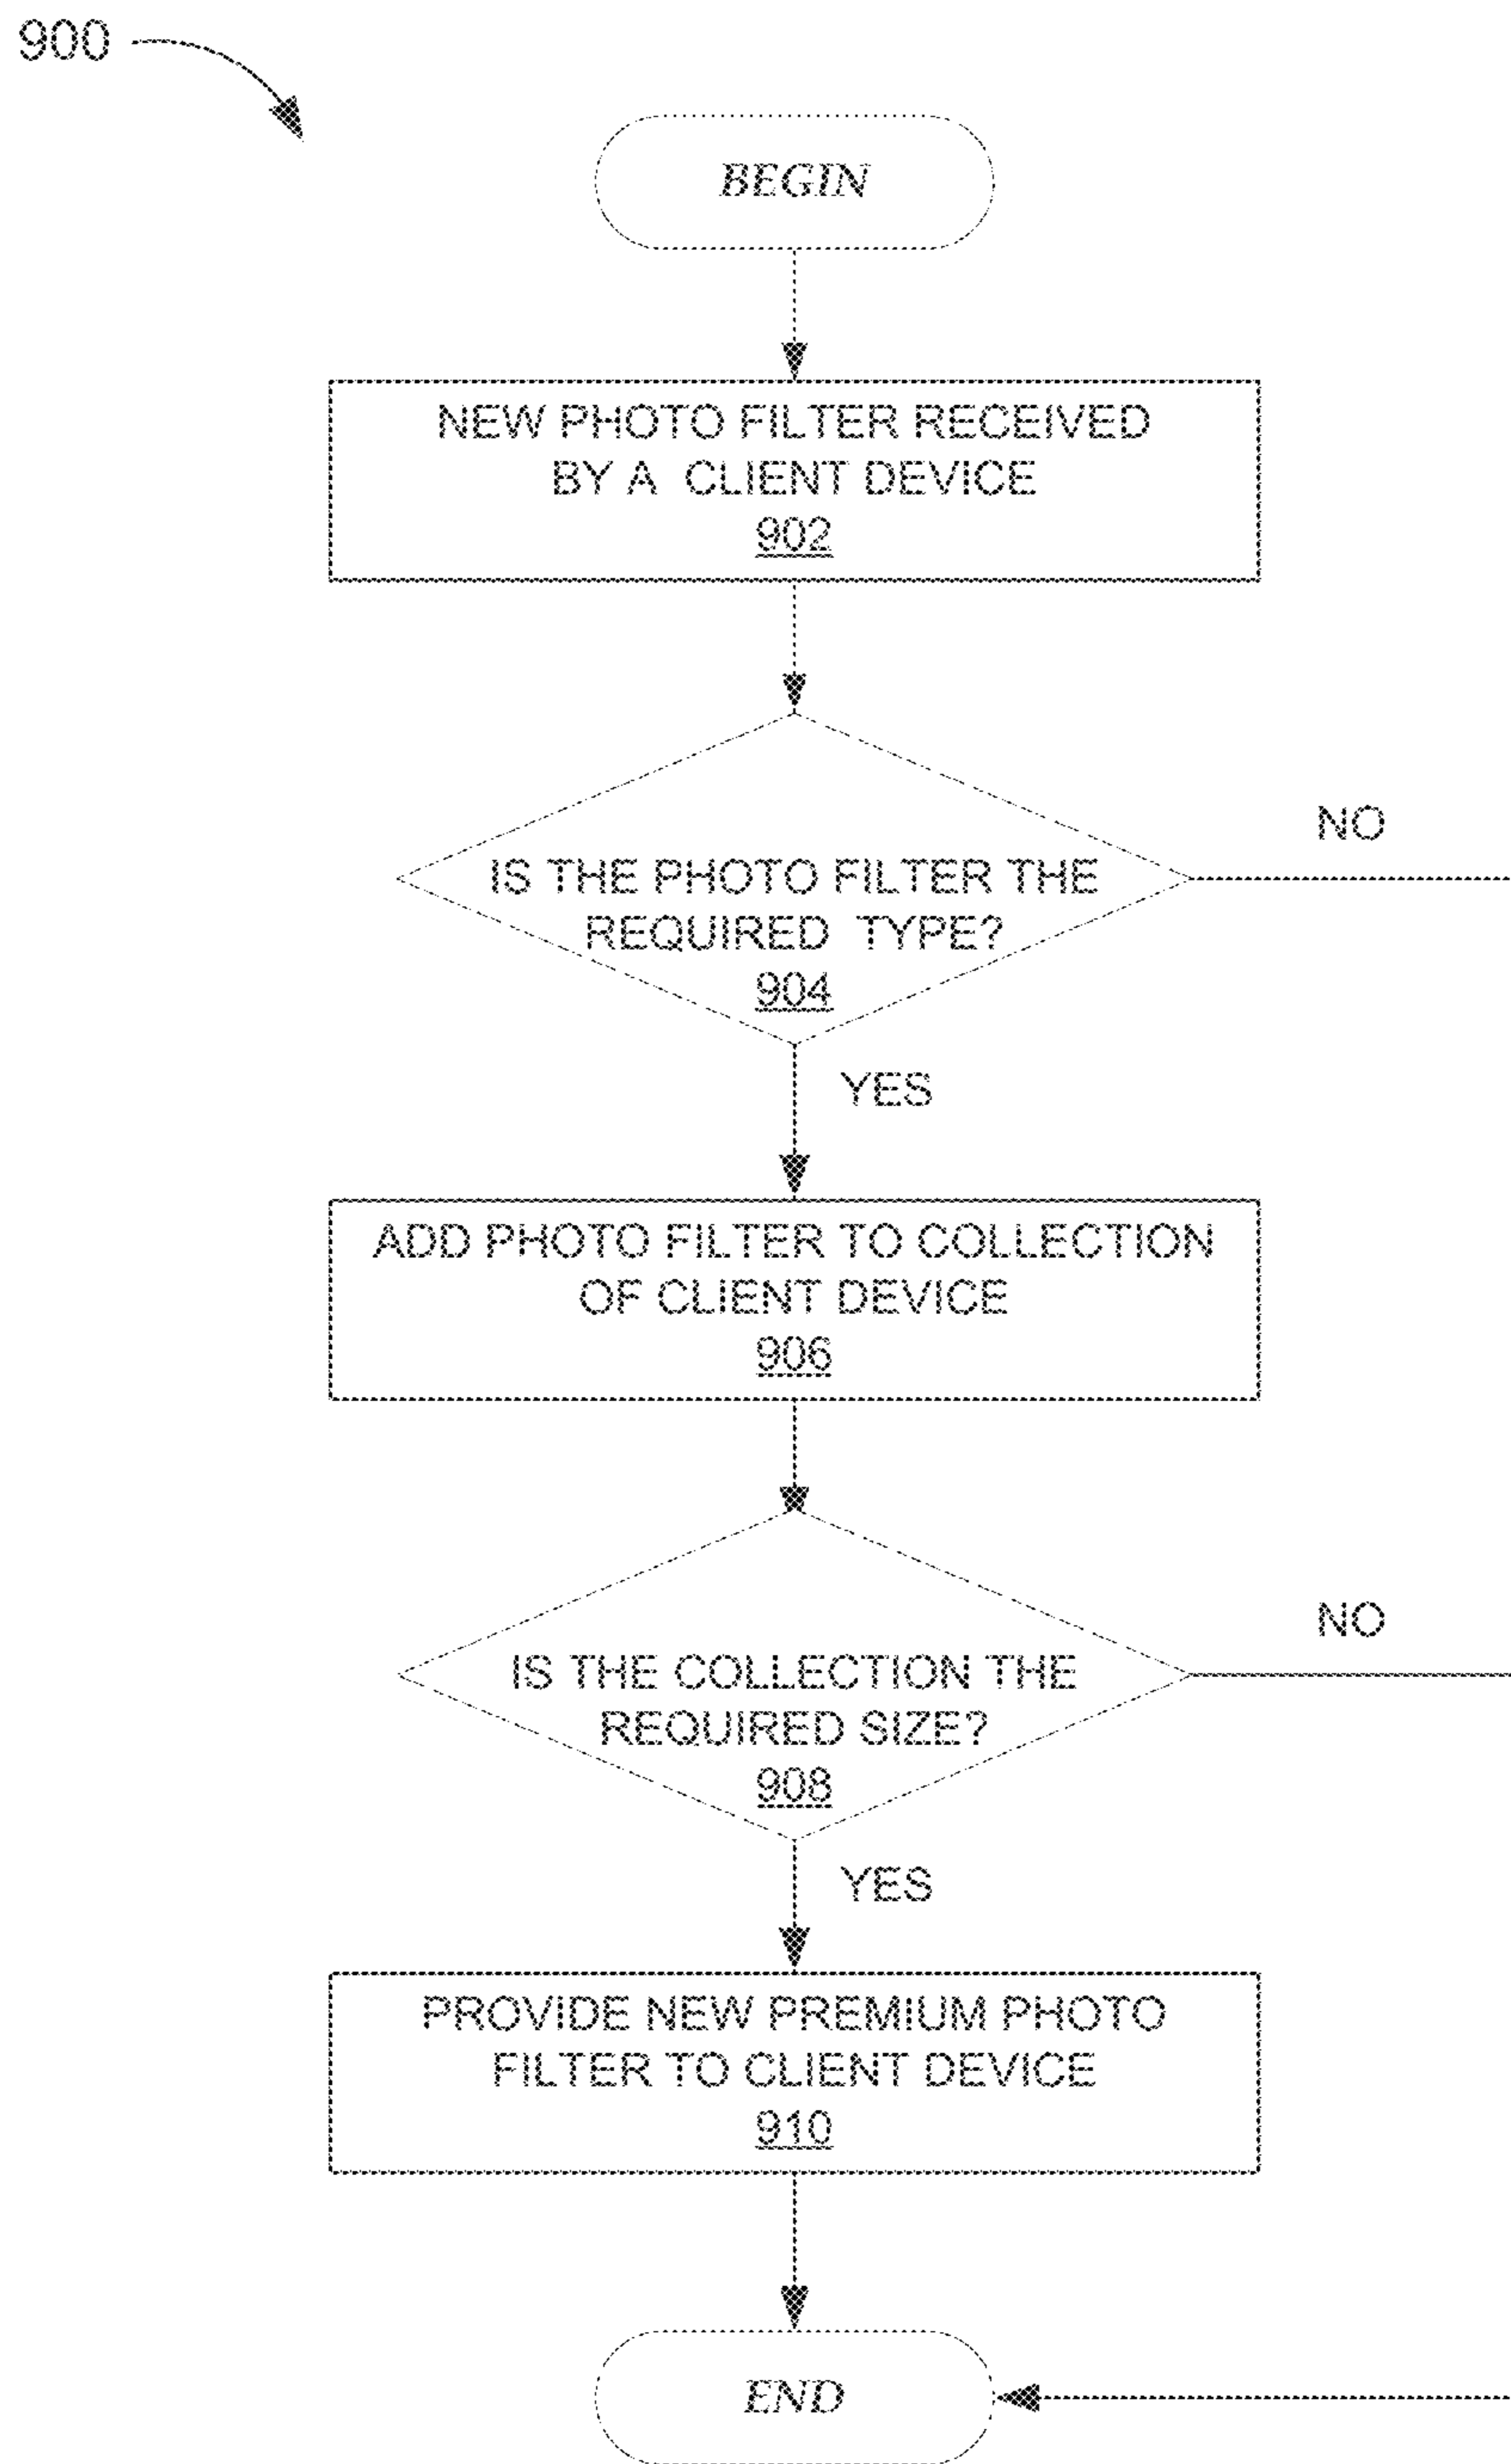 900
BEGIN
NEW PHOTO FILTER RECEIVED
BY A CLIENT DEVICE
902
IS THE PHOTO FILTER THE
REQUIRED TYPE?
904
NO
YES
ADD PHOTO FILTER TO COLLECTION
OF CLIENT DEVICE
906
IS THE COLLECTION THE
REQUIRED SIZE?
908
NO
YES
PROVIDE NEW PREMIUM PHOTO
FILTER TO CLIENT DEVICE
910
END